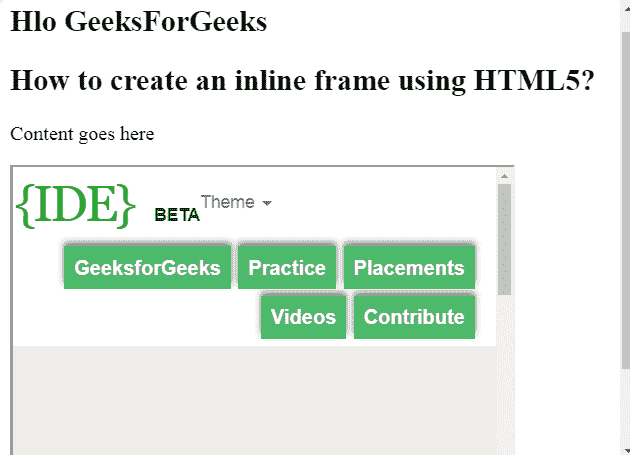 Hlo GeeksForGeeks
How to create an inline frame using HTML5?
Content goes here
{IDE} BETA Theme
GeeksforGeeks Practice Placements
Videos Contribute